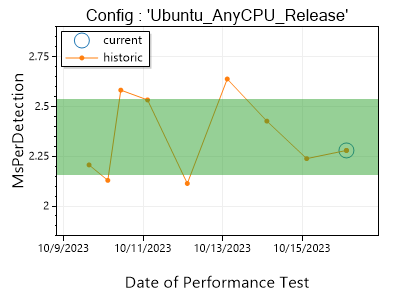 Config : 'Ubuntu_AnyCPU_Release'
current
historic
2.75
2.5
2.25
2
MsPerDetection
10/9/2023 10/11/2023 10/13/2023 10/15/2023
Date of Performance Test